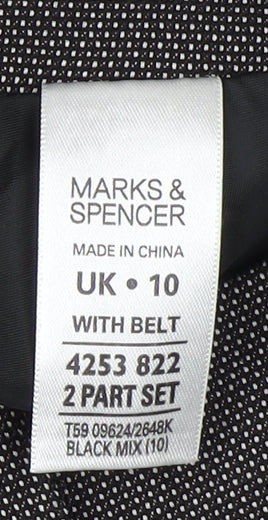 MARKS &
SPENCER
MADE IN CHINA
UK • 10
WITH BELT
4253 822
2 PART SET
T59 09624/2648K
BLACK MIX (10)